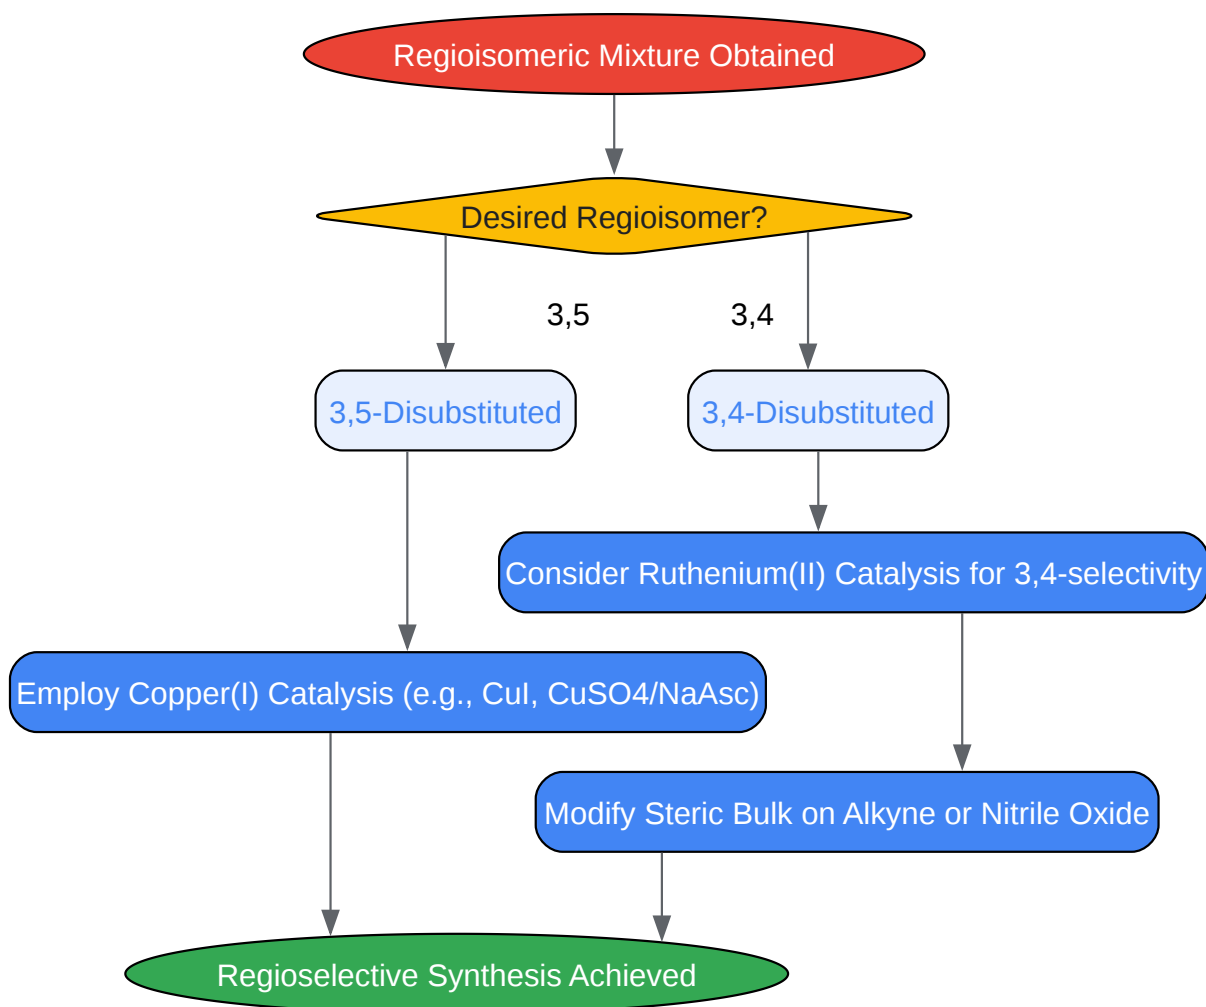 Regioisomeric Mixture Obtained
Desired Regioisomer?
3,5
3,4
3,5-Disubstituted
3,4-Disubstituted
Consider Ruthenium(II) Catalysis for 3,4-selectivity
Employ Copper(I) Catalysis (e.g., CuI, CuSO4/NaAsc)
Modify Steric Bulk on Alkyne or Nitrile Oxide
Regioselective Synthesis Achieved